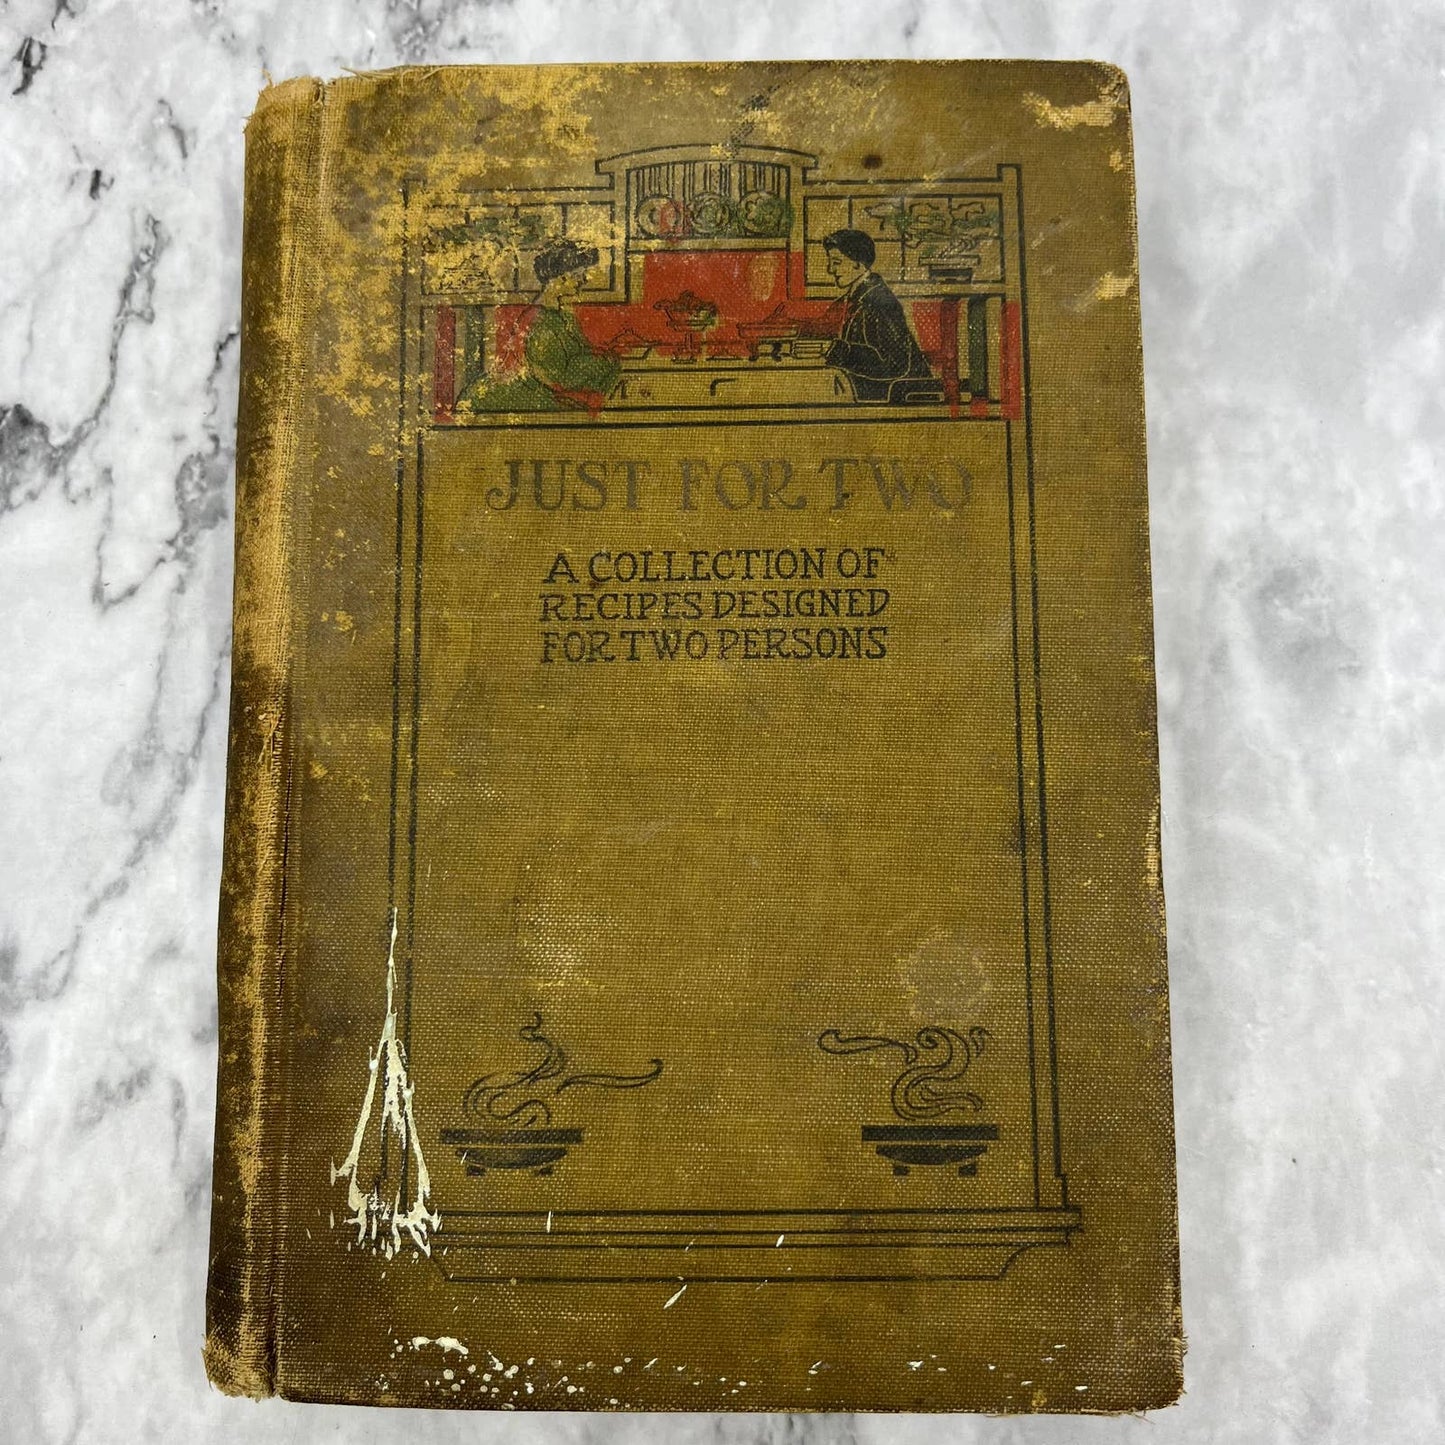 JUST FOR TWO
A COLLECTION OF
RECIPES DESIGNED
FOR TWO PERSONS